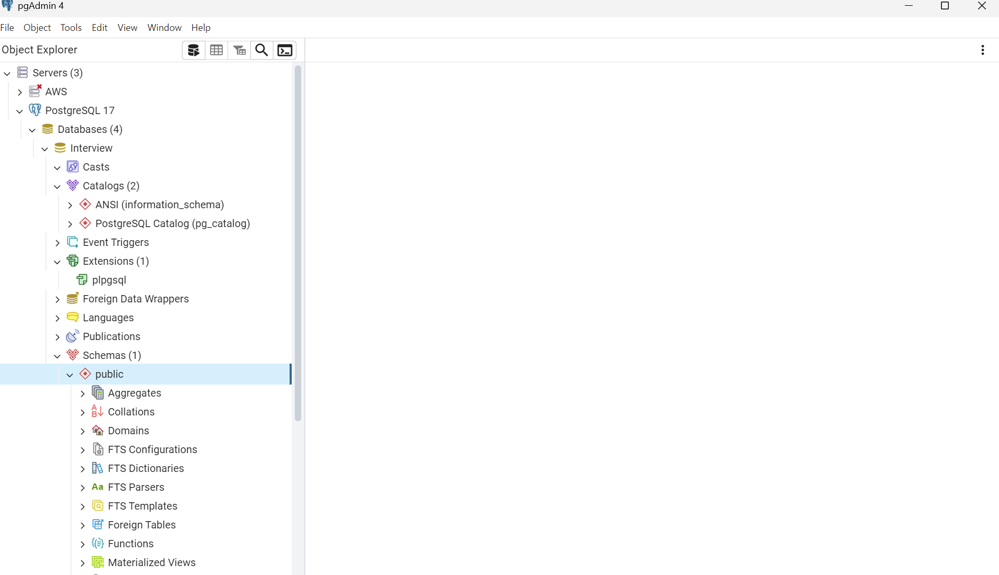 pgAdmin 4
File Object Tools Edit View Window Help
Object Explorer
Servers (3)
AWS
PostgreSQL 17
Databases (4)
Interview
Casts
Catalogs (2)
ANSI (information_schema)
PostgreSQL Catalog (pg_catalog)
Event Triggers
Extensions (1)
plpgsql
Foreign Data Wrappers
Languages
Publications
Schemas (1)
public
Aggregates
Collations
Domains
FTS Configurations
FTS Dictionaries
Aa FTS Parsers
FTS Templates
Foreign Tables
Functions
Materialized Views